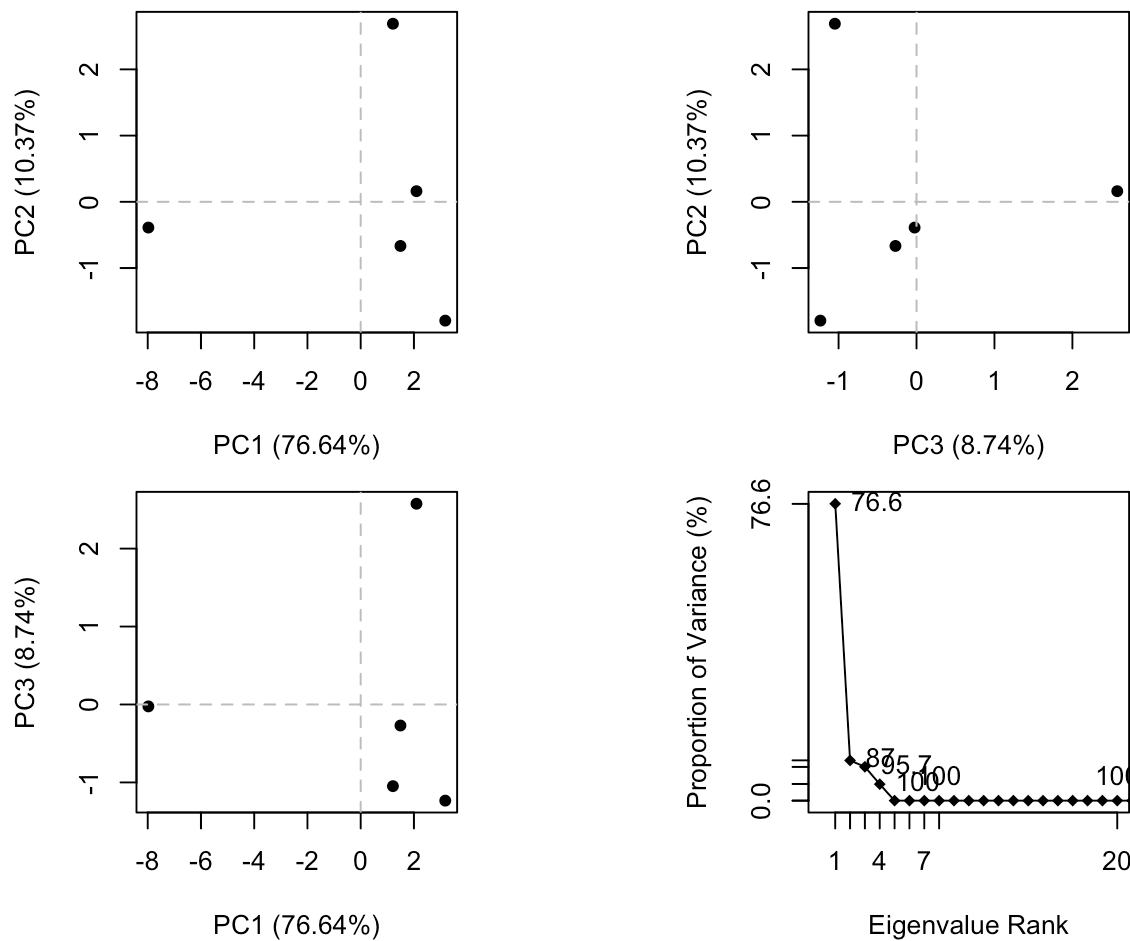 PC2 (10.37%)
2
1
0
-1
-8 -6 -4 -2 0 2
PC1 (76.64%)
PC2 (10.37%)
2
1
0
-1
-1 0 1 2
PC3 (8.74%)
PC3 (8.74%)
2
1
0
-1
-8 -6 -4 -2 0 2
PC1 (76.64%)
Proportion of Variance (%)
76.6
0.0
76.6
87
95.7
100
100
100
1 4 7 20
Eigenvalue Rank